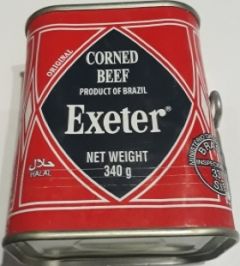 ORIGINAL
CORNED
BEEF
PRODUCT OF BRAZIL
Exeter®
NET WEIGHT
340 g
حلال
HALAL